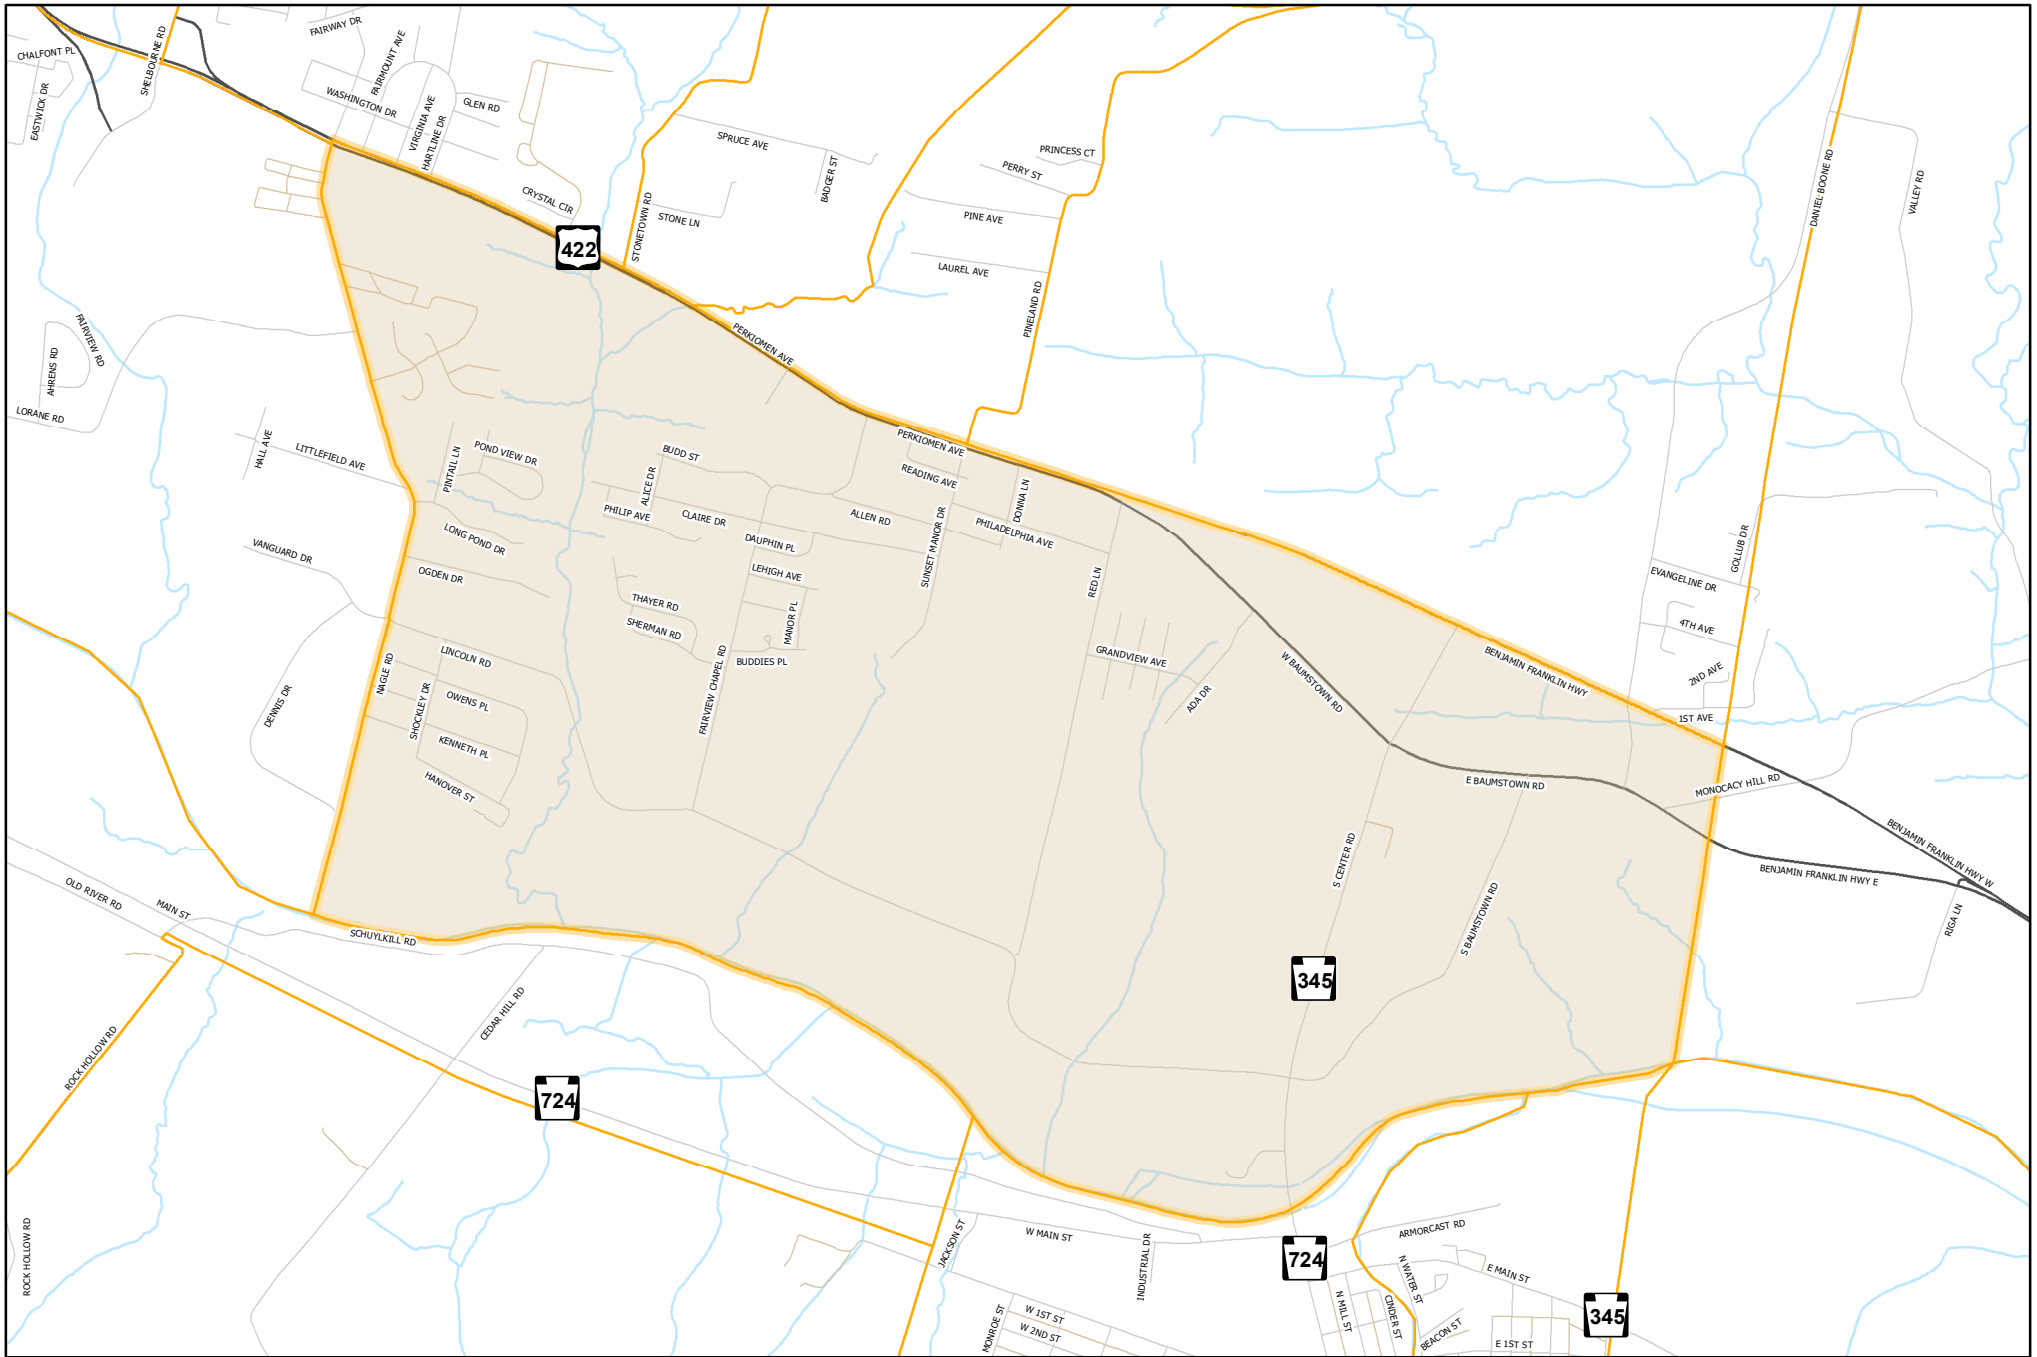 FAIRWAY DR
CHALFONT PL
SHELBOURNE RD
FAIRMOUNT AVE
EASTWICK DR
WASHINGTON DR
VIRGINIA AVE
HARTLINE DR
GLEN RD
SPRUCE AVE
BADGER ST
PRINCESS CT
PERRY ST
DANIEL BOONE RD
VALLEY RD
CRYSTAL CIR
STONETOWN RD
STONE LN
PINE AVE
422
LAUREL AVE
PINELAND RD
FAIRVIEW RD
PERKIOMEN AVE
AHRENS RD
LORANE RD
HALL AVE
LITTLEFIELD AVE
PINTAIL LN
POND VIEW DR
BUDD ST
ALICE DR
PERKIOMEN AVE
READING AVE
DONNA LN
PHILIP AVE
CLAIRE DR
ALLEN RD
SUNSET MANOR DR
PHILADELPHIA AVE
LONG POND DR
DAUPHIN PL
VANGUARD DR
OGDEN DR
LEHIGH AVE
RED LN
GOLLUB DR
EVANGELINE DR
THAYER RD
SHERMAN RD
MANOR PL
4TH AVE
LINCOLN RD
NAGLE RD
FAIRVIEW CHAPEL RD
BUDDIES PL
GRANDVIEW AVE
W BAUMSTOWN RD
BENJAMIN FRANKLIN HWY
2ND AVE
DENNIS DR
SHOCKLEY DR
OWENS PL
ADA DR
1ST AVE
KENNETH PL
HANOVER ST
E BAUMSTOWN RD
MONOCACY HILL RD
BENJAMIN FRANKLIN HWY W
S CENTER RD
BENJAMIN FRANKLIN HWY E
OLD RIVER RD
MAIN ST
SCHUYLKILL RD
S BAUMSTOWN RD
RIGA LN
345
CEDAR HILL RD
ROCK HOLLOW RD
724
ROCK HOLLOW RD
JACKSON ST
W MAIN ST
INDUSTRIAL DR
724
ARMORCAST RD
N WATER ST
E MAIN ST
MONROE ST
W 1ST ST
W 2ND ST
N MILL ST
CINDER ST
BEACON ST
E 1ST ST
345